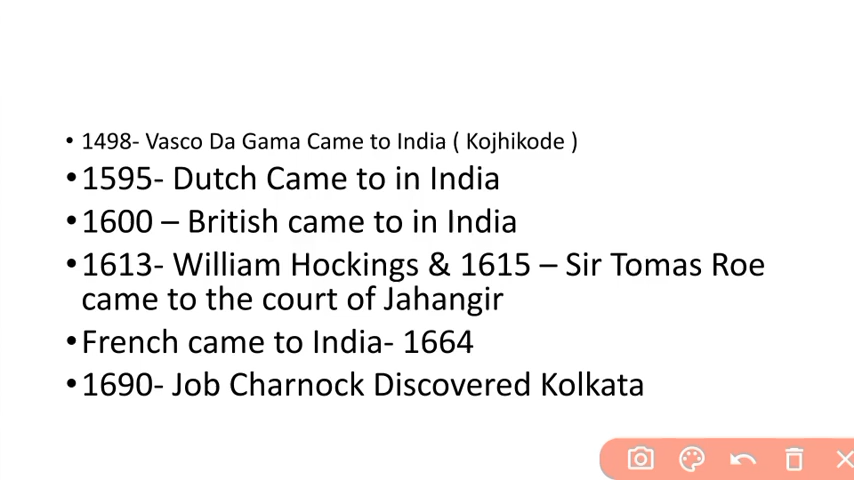 • 1498- Vasco Da Gama Came to India ( Kojhikode )
•1595- Dutch Came to in India
•1600 – British came to in India
•1613- William Hockings & 1615 – Sir Tomas Roe
came to the court of Jahangir
•French came to India- 1664
•1690- Job Charnock Discovered Kolkata